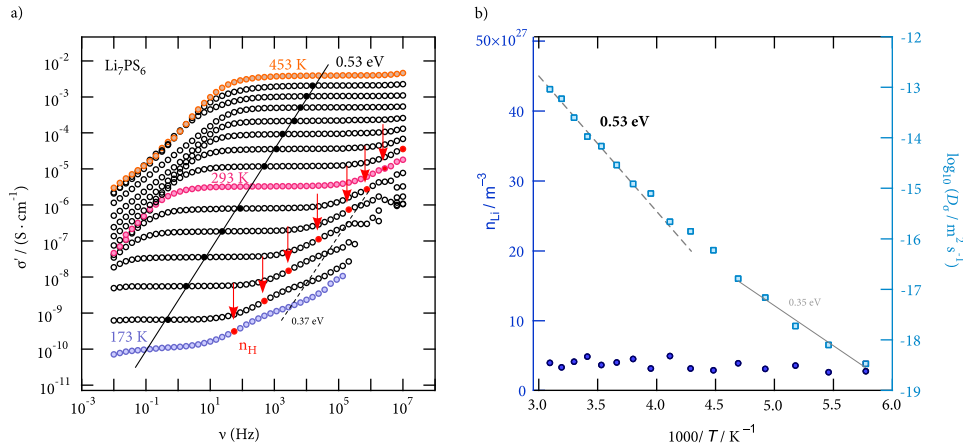 a)
b)
Li₇PS₆
453 K
0.53 eV
293 K
173 K
n_H
0.37 eV
10⁻²
10⁻³
10⁻⁴
10⁻⁵
10⁻⁶
10⁻⁷
10⁻⁸
10⁻⁹
10⁻¹⁰
10⁻¹¹
σ' / (S · cm⁻¹)
10⁻³ 10⁻¹ 10¹ 10³ 10⁵ 10⁷
ν (Hz)
50×10²⁷
40
30
20
10
0
n_Li / m⁻³
0.53 eV
0.35 eV
-12
-13
-14
-15
-16
-17
-18
-19
log₁₀ (D_σ / m² s⁻¹)
3.0 3.5 4.0 4.5 5.0 5.5 6.0
1000/ T / K⁻¹